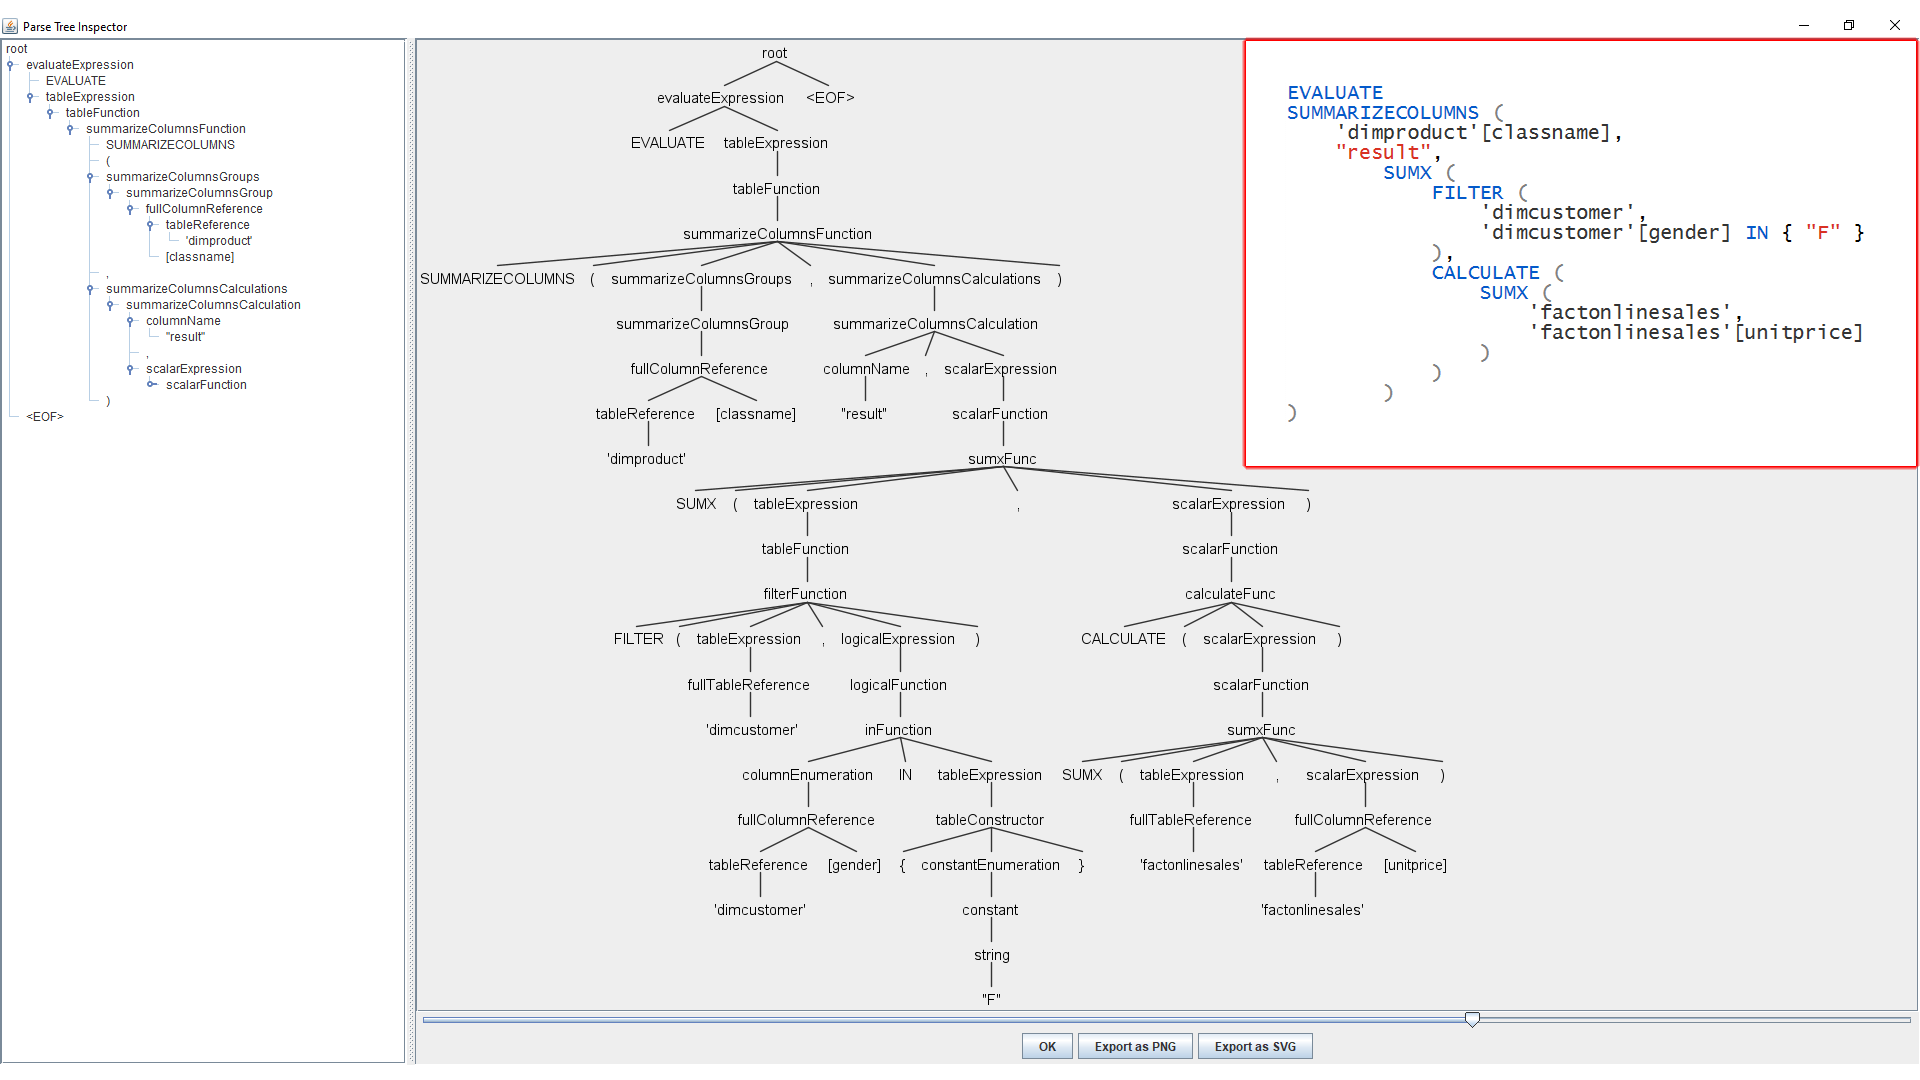 Parse Tree Inspector
root
evaluateExpression
EVALUATE
tableExpression
tableFunction
summarizeColumnsFunction
SUMMARIZECOLUMNS
(
summarizeColumnsGroups
summarizeColumnsGroup
fullColumnReference
tableReference
'dimproduct'
[classname]
,
summarizeColumnsCalculations
summarizeColumnsCalculation
columnName
"result"
,
scalarExpression
scalarFunction
)
<EOF>
root
evaluateExpression <EOF>
EVALUATE tableExpression
tableFunction
summarizeColumnsFunction
SUMMARIZECOLUMNS ( summarizeColumnsGroups , summarizeColumnsCalculations )
summarizeColumnsGroup summarizeColumnsCalculation
fullColumnReference columnName , scalarExpression
tableReference [classname] "result" scalarFunction
'dimproduct' sumxFunc
SUMX ( tableExpression , scalarExpression )
tableFunction scalarFunction
filterFunction calculateFunc
FILTER ( tableExpression , logicalExpression ) CALCULATE ( scalarExpression )
fullTableReference logicalFunction scalarFunction
'dimcustomer' inFunction sumxFunc
columnEnumeration IN tableExpression SUMX ( tableExpression , scalarExpression )
fullColumnReference tableConstructor fullTableReference fullColumnReference
tableReference [gender] { constantEnumeration } 'factonlinesales' tableReference [unitprice]
'dimcustomer' constant 'factonlinesales'
string
"F"
EVALUATE
SUMMARIZECOLUMNS (
'dimproduct'[classname],
"result",
SUMX (
FILTER (
'dimcustomer',
'dimcustomer'[gender] IN { "F" }
),
CALCULATE (
SUMX (
'factonlinesales',
'factonlinesales'[unitprice]
)
)
)
)
OK Export as PNG Export as SVG